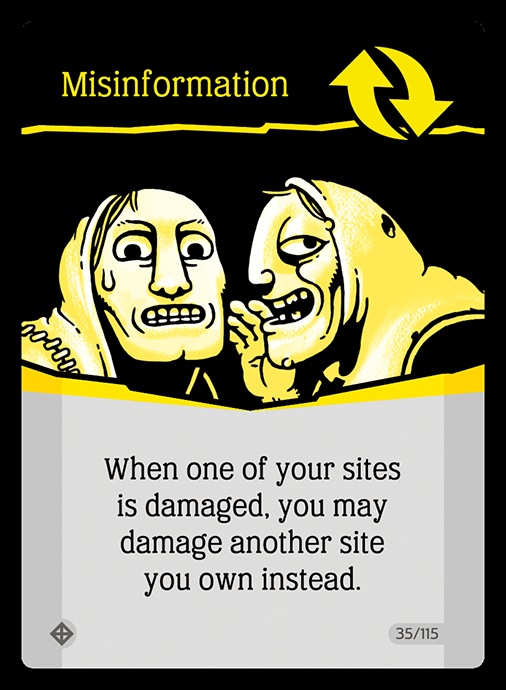 Misinformation
When one of your sites
is damaged, you may
damage another site
you own instead.
35/115